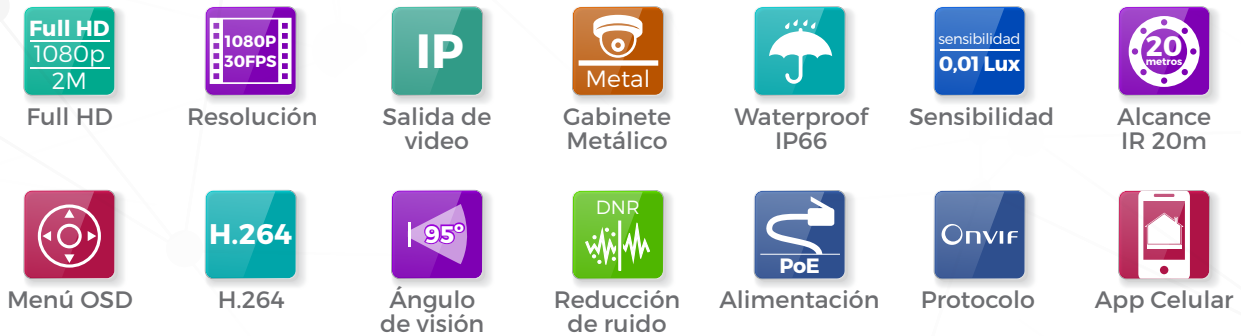 Full HD
1080p
2M
Full HD
1080P
30FPS
Resolución
IP
Salida de
video
Metal
Gabinete
Metálico
Waterproof
IP66
sensibilidad
0,01 Lux
Sensibilidad
20
metros
Alcance
IR 20m
Menú OSD
H.264
H.264
95°
Ángulo
de visión
DNR
Reducción
de ruido
PoE
Alimentación
ONVIF
Protocolo
App Celular